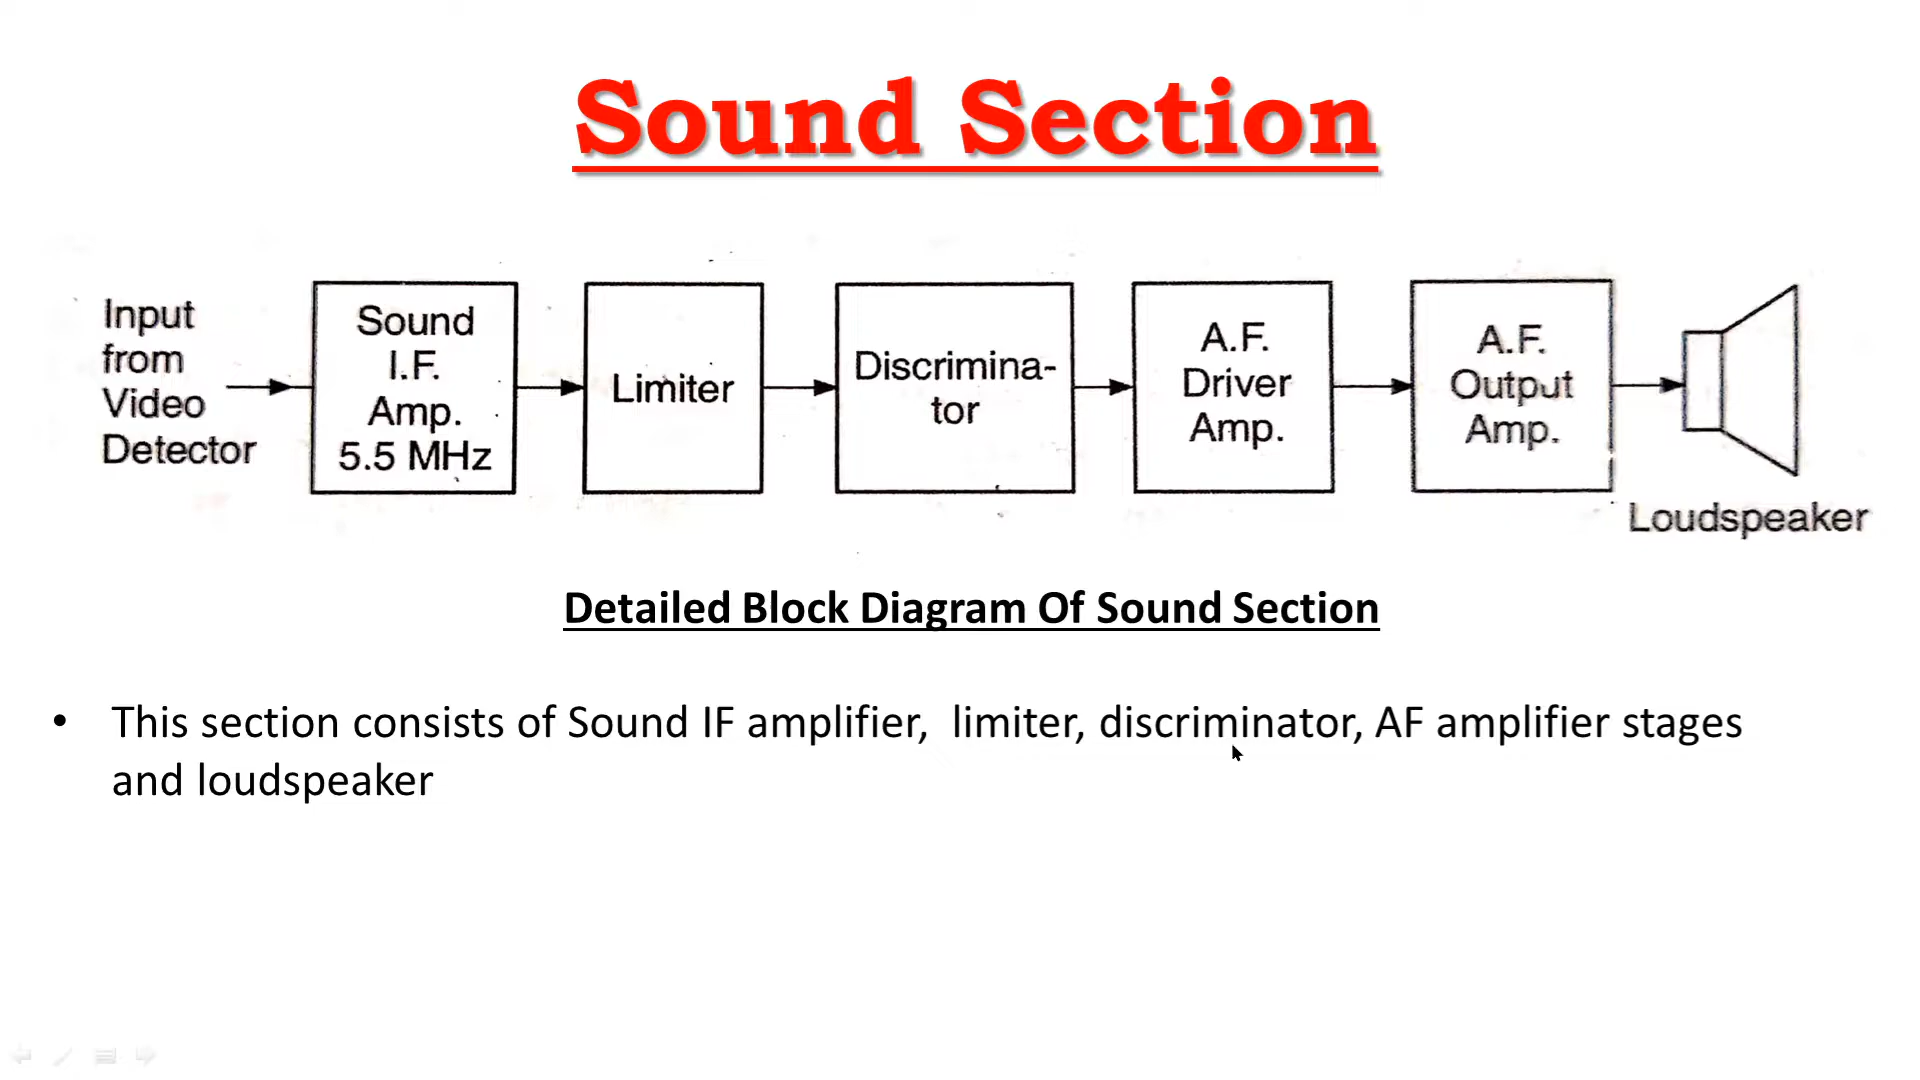 Sound Section
Input
from
Video
Detector
Sound
I.F.
Amp.
5.5 MHz
Limiter
Discrimina-
tor
A.F.
Driver
Amp.
A.F.
Output
Amp.
Loudspeaker
Detailed Block Diagram Of Sound Section
• This section consists of Sound IF amplifier, limiter, discriminator, AF amplifier stages
and loudspeaker